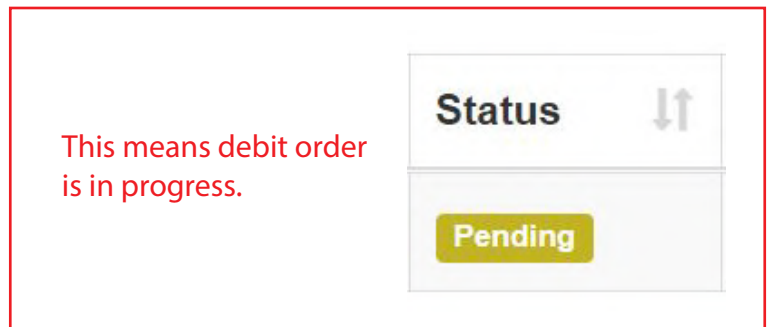 This means debit order
is in progress.
Status
Pending